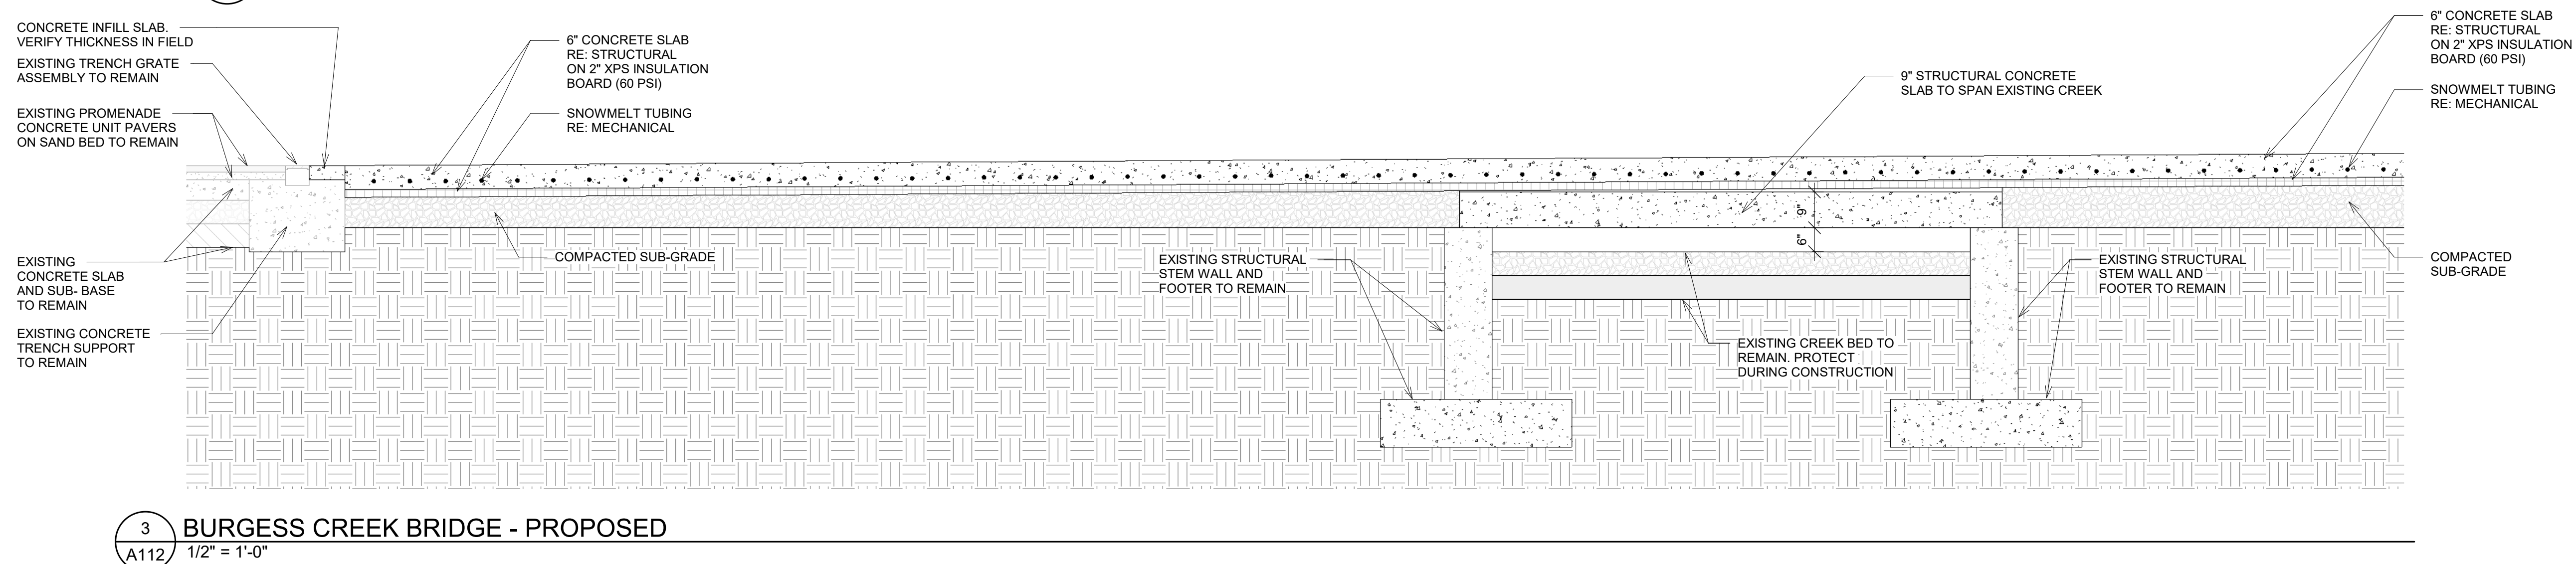 CONCRETE INFILL SLAB.
VERIFY THICKNESS IN FIELD
EXISTING TRENCH GRATE
ASSEMBLY TO REMAIN
EXISTING PROMENADE
CONCRETE UNIT PAVERS
ON SAND BED TO REMAIN
EXISTING
CONCRETE SLAB
AND SUB- BASE
TO REMAIN
EXISTING CONCRETE
TRENCH SUPPORT
TO REMAIN
6" CONCRETE SLAB
RE: STRUCTURAL
ON 2" XPS INSULATION
BOARD (60 PSI)
SNOWMELT TUBING
RE: MECHANICAL
COMPACTED SUB-GRADE
EXISTING STRUCTURAL
STEM WALL AND
FOOTER TO REMAIN
9" STRUCTURAL CONCRETE
SLAB TO SPAN EXISTING CREEK
9"
6"
EXISTING CREEK BED TO
REMAIN. PROTECT
DURING CONSTRUCTION
EXISTING STRUCTURAL
STEM WALL AND
FOOTER TO REMAIN
6" CONCRETE SLAB
RE: STRUCTURAL
ON 2" XPS INSULATION
BOARD (60 PSI)
SNOWMELT TUBING
RE: MECHANICAL
COMPACTED
SUB-GRADE
3
A112
BURGESS CREEK BRIDGE - PROPOSED
1/2" = 1'-0"